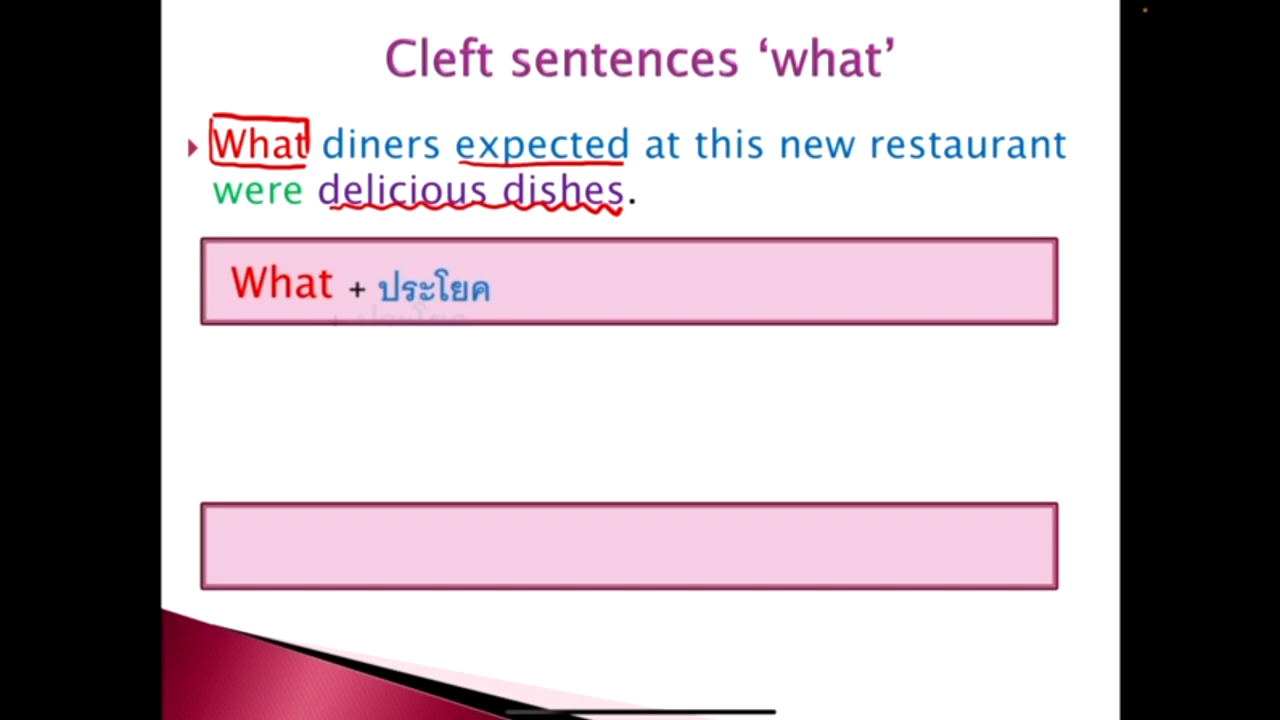 Cleft sentences ‘what’
What diners expected at this new restaurant
were delicious dishes.
What + ประโยค